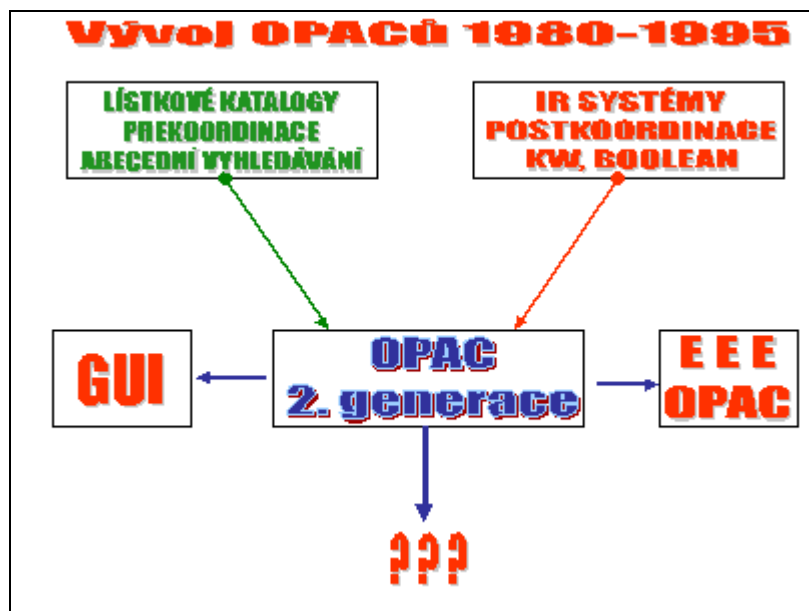 Vývoj OPACů 1980-1995
LÍSTKOVÉ KATALOGY
PREKOORDINACE
ABECEDNÍ VYHLEDÁVÁNÍ
IR SYSTÉMY
POSTKOORDINACE
KW, BOOLEAN
GUI
OPAC
2. generace
E E E
OPAC
???